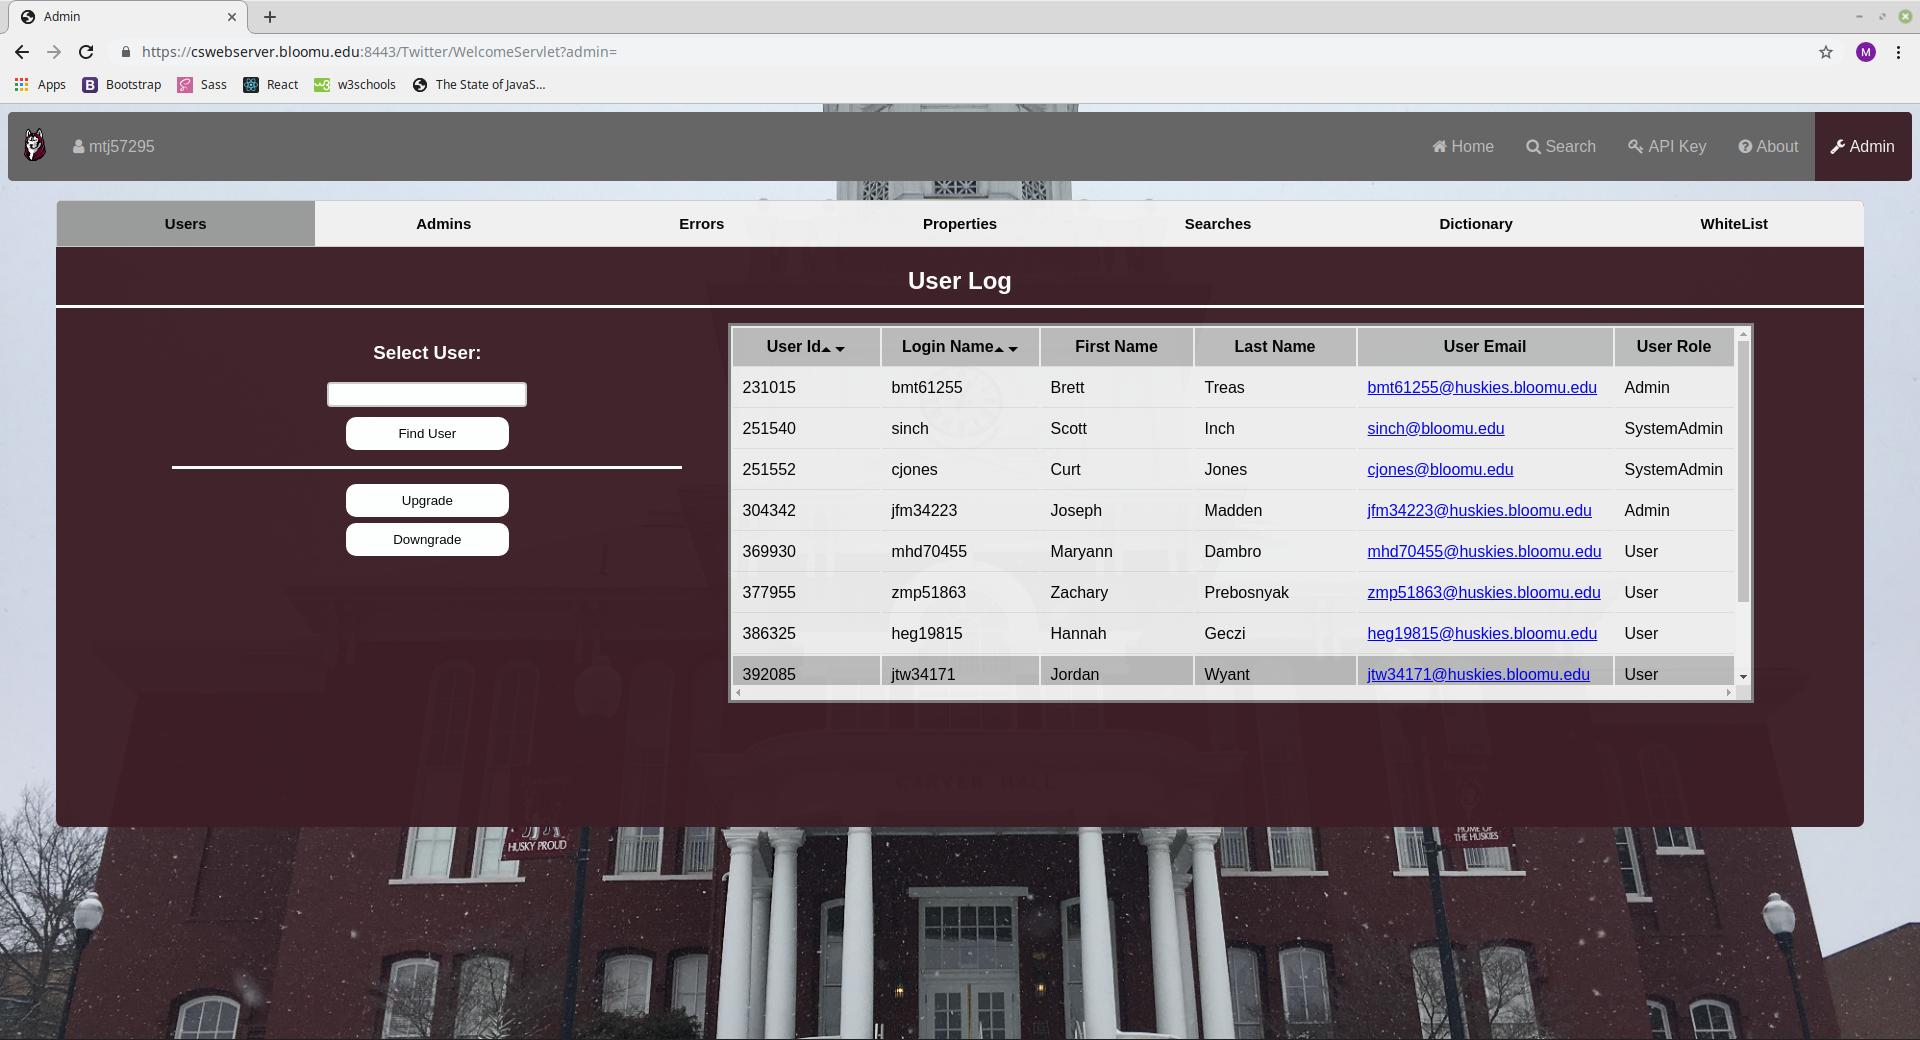 Admin
https://cswebserver.bloomu.edu:8443/Twitter/WelcomeServlet?admin=
M
Apps Bootstrap Sass React w3schools The State of JavaS...
mtj57295 Home Search API Key About Admin
Users Admins Errors Properties Searches Dictionary WhiteList
User Log
Select User:
Find User
Upgrade
Downgrade
User Id Login Name First Name Last Name User Email User Role
231015 bmt61255 Brett Treas bmt61255@huskies.bloomu.edu Admin
251540 sinch Scott Inch sinch@bloomu.edu SystemAdmin
251552 cjones Curt Jones cjones@bloomu.edu SystemAdmin
304342 jfm34223 Joseph Madden jfm34223@huskies.bloomu.edu Admin
369930 mhd70455 Maryann Dambro mhd70455@huskies.bloomu.edu User
377955 zmp51863 Zachary Prebosnyak zmp51863@huskies.bloomu.edu User
386325 heg19815 Hannah Geczi heg19815@huskies.bloomu.edu User
392085 jtw34171 Jordan Wyant jtw34171@huskies.bloomu.edu User
CARVER HALL
HUSKY PROUD
HOME OF
THE HUSKIES